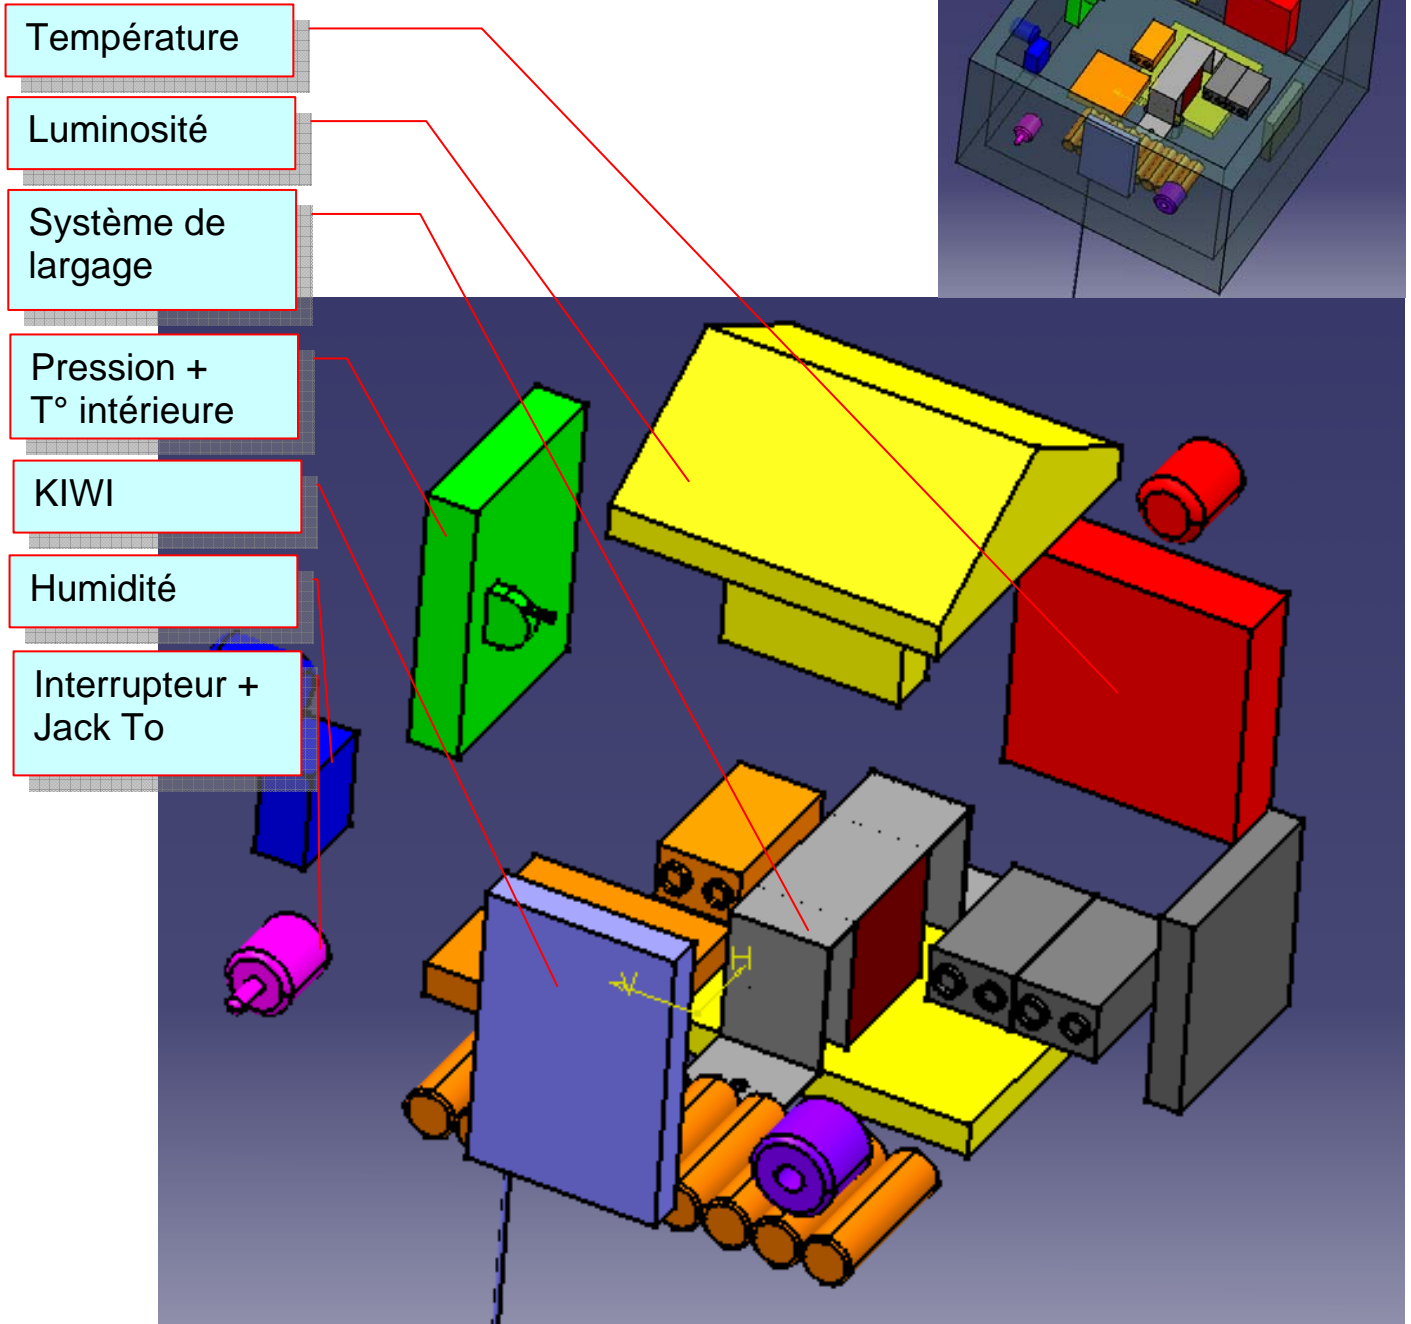 Température
Luminosité
Système de
largage
Pression +
T° intérieure
KIWI
Humidité
Interrupteur +
Jack To
H
V